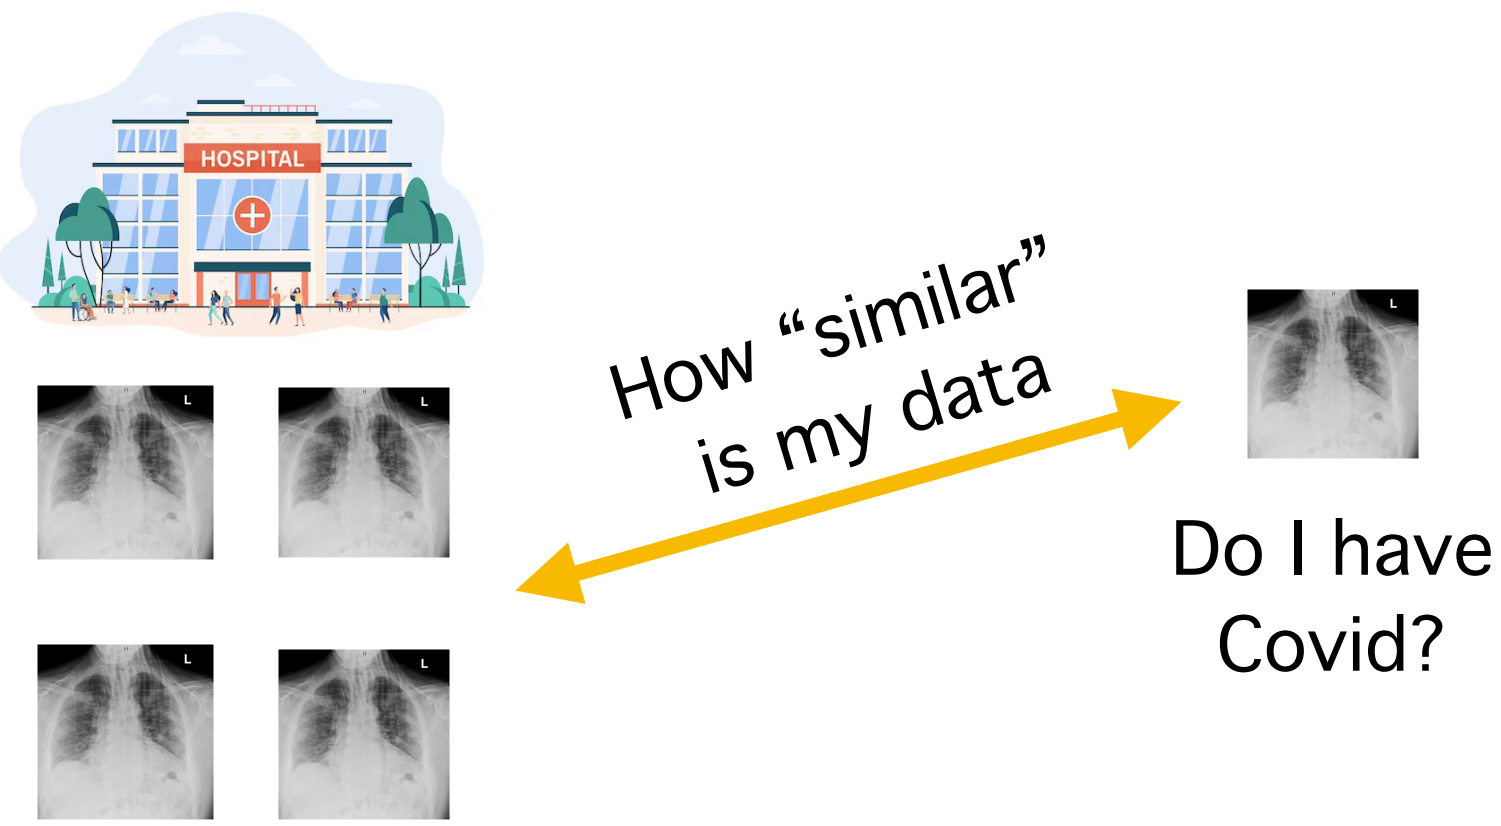 HOSPITAL
How “similar”
is my data
L
L
L
L
L
Do I have
Covid?